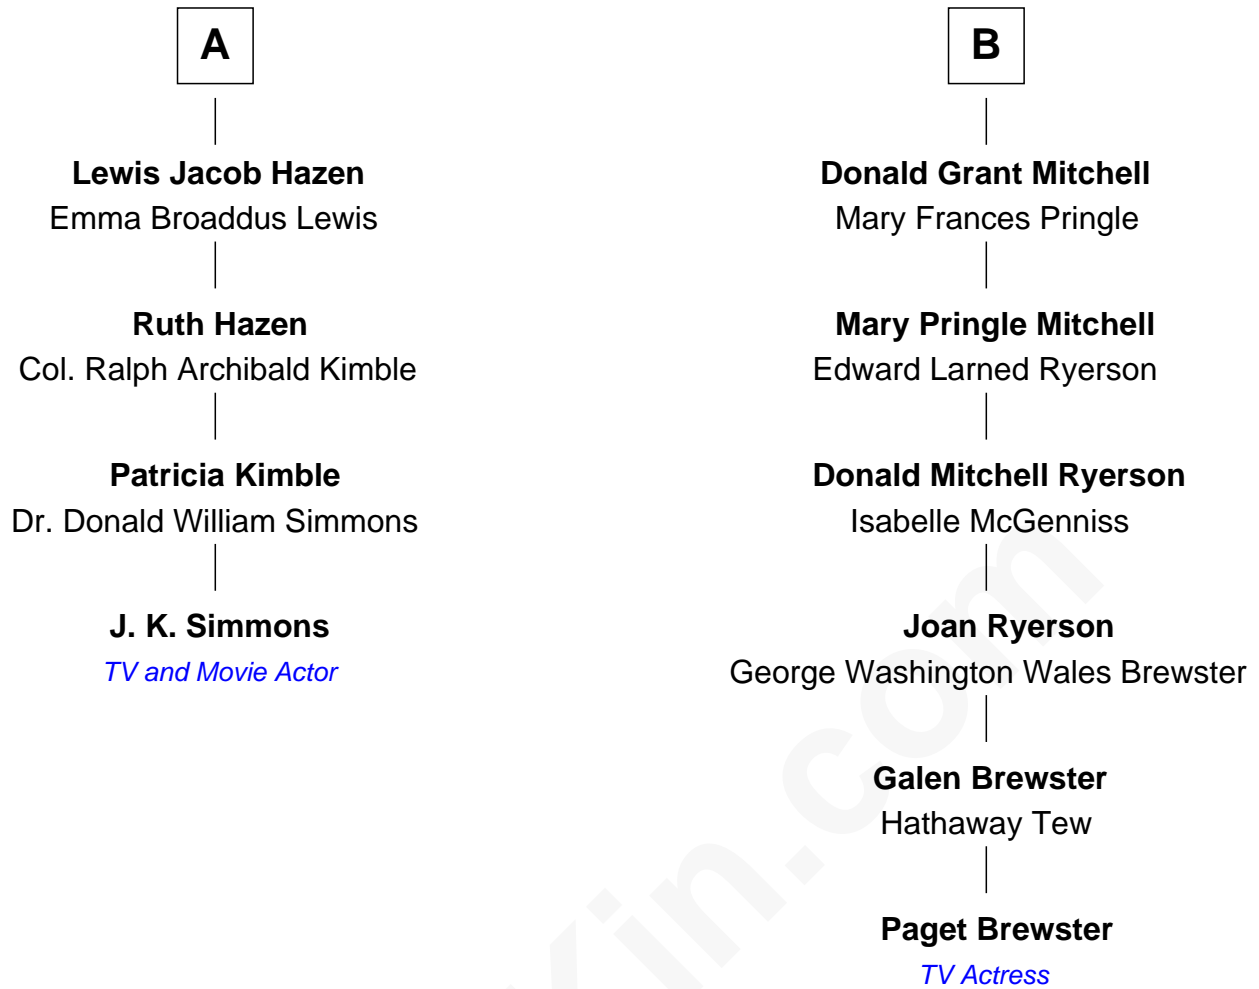 A
Lewis Jacob Hazen
Emma Broaddus Lewis
Ruth Hazen
Col. Ralph Archibald Kimble
Patricia Kimble
Dr. Donald William Simmons
J. K. Simmons
TV and Movie Actor
B
Donald Grant Mitchell
Mary Frances Pringle
Mary Pringle Mitchell
Edward Larned Ryerson
Donald Mitchell Ryerson
Isabelle McGenniss
Joan Ryerson
George Washington Wales Brewster
Galen Brewster
Hathaway Tew
Paget Brewster
TV Actress
Kin.com